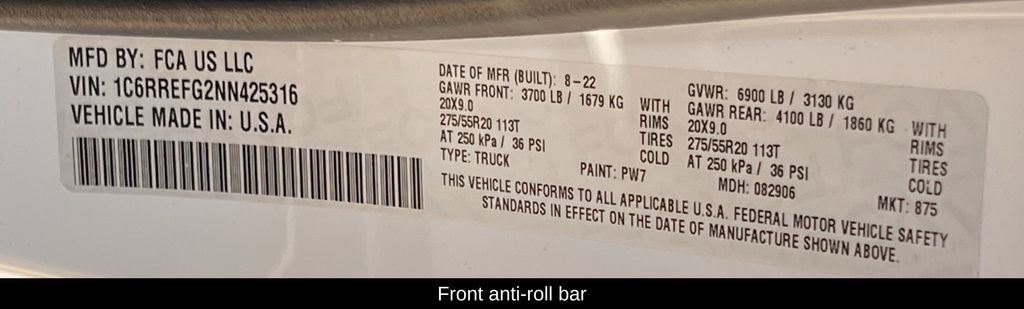 MFD BY: FCA US LLC
VIN: 1C6RREFG2NN425316
VEHICLE MADE IN: U.S.A.
DATE OF MFR (BUILT): 8-22
GAWR FRONT: 3700 LB / 1679 KG WITH
20X9.0 RIMS
275/55R20 113T TIRES
AT 250 kPa / 36 PSI COLD
TYPE: TRUCK PAINT: PW7
GVWR: 6900 LB / 3130 KG
GAWR REAR: 4100 LB / 1860 KG WITH
20X9.0 RIMS
275/55R20 113T TIRES
AT 250 kPa / 36 PSI COLD
MDH: 082906 MKT: 875
THIS VEHICLE CONFORMS TO ALL APPLICABLE U.S.A. FEDERAL MOTOR VEHICLE SAFETY
STANDARDS IN EFFECT ON THE DATE OF MANUFACTURE SHOWN ABOVE.
Front anti-roll bar